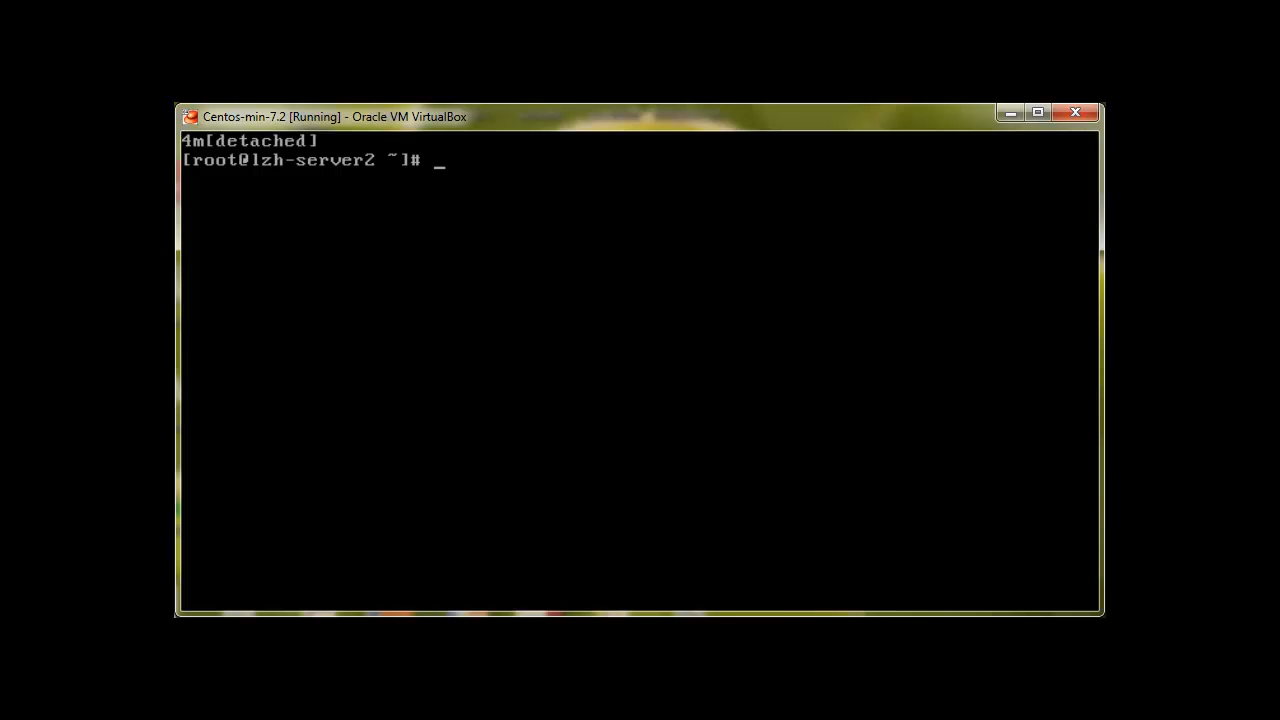 Centos-min-7.2 [Running] - Oracle VM VirtualBox
4m[detached]
[root@lzh-server2 ~]# _